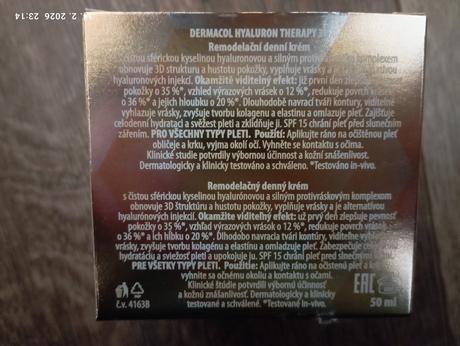 23:14 2. 2026
DERMACOL HYALURON THERAPY 3
Remodelační denní krém
s čistou sférickou kyselinou hyaluronovou a silným protivráskovým komplexem
obnovuje 3D strukturu a hustotu pokožky, vyplňuje vrásky a je
hyaluronových injekcí. Okamžitě viditelný efekt: již první den zlepšuje pevnost
pokožky o 35 %*, vzhled výrazových vrásek o 12 %*, redukuje povrch vrásek
o 36 %* a jejich hloubku o 20 %*. Dlouhodobě navrací tváři kontury, viditelně
vyhlazuje vrásky, zvyšuje tvorbu kolagenu a elastinu a omlazuje pleť. Zajišťuje
celodenní hydrataci a svěžest pleti a zklidňuje ji. SPF 15 chrání pleť před slunečním
zářením. PRO VŠECHNY TYPY PLETI. Použití: Aplikujte ráno na očištěnou pleť
obličeje a krku, vyjma okolí očí. Vyhněte se kontaktu s očima.
Klinické studie potvrdily výbornou účinnost a kožní snášenlivost.
Dermatologicky a klinicky testováno a schváleno. *Testováno in-vivo.
Remodelačný denný krém
s čistou sférickou kyselinou hyalurónovou a silným protivráskovým komplexom
obnovuje 3D štruktúru a hustotu pokožky, vyplňuje vrásky a je alternatívou
hyalurónových injekcií. Okamžite viditeľný efekt: už prvý deň zlepšuje pevnosť
pokožky o 35 %*, vzhľad výrazových vrások o 12 %*, redukuje povrch vrások
o 36 %* a ich hĺbku o 20 %*. Dlhodobo navracia tvári kontúry, viditeľne vyhladzuje
vrásky, zvyšuje tvorbu kolagénu a elastínu a omladzuje pleť. Zabezpečuje
hydratáciu a sviežosť pleti a upokojuje ju. SPF 15 chráni pleť pred slnečným
PRE VŠETKY TYPY PLETI. Použitie: Aplikujte ráno na očistenú pleť a krk,
vyhnite sa očnému okoliu a kontaktu s očami.
Klinické štúdie potvrdili výbornú účinnosť
a kožnú znášanlivosť. Dermatologicky a klinicky
testované a schválené. *Testované in-vivo.
PAP
č.v. 4163B
EAC
50 ml